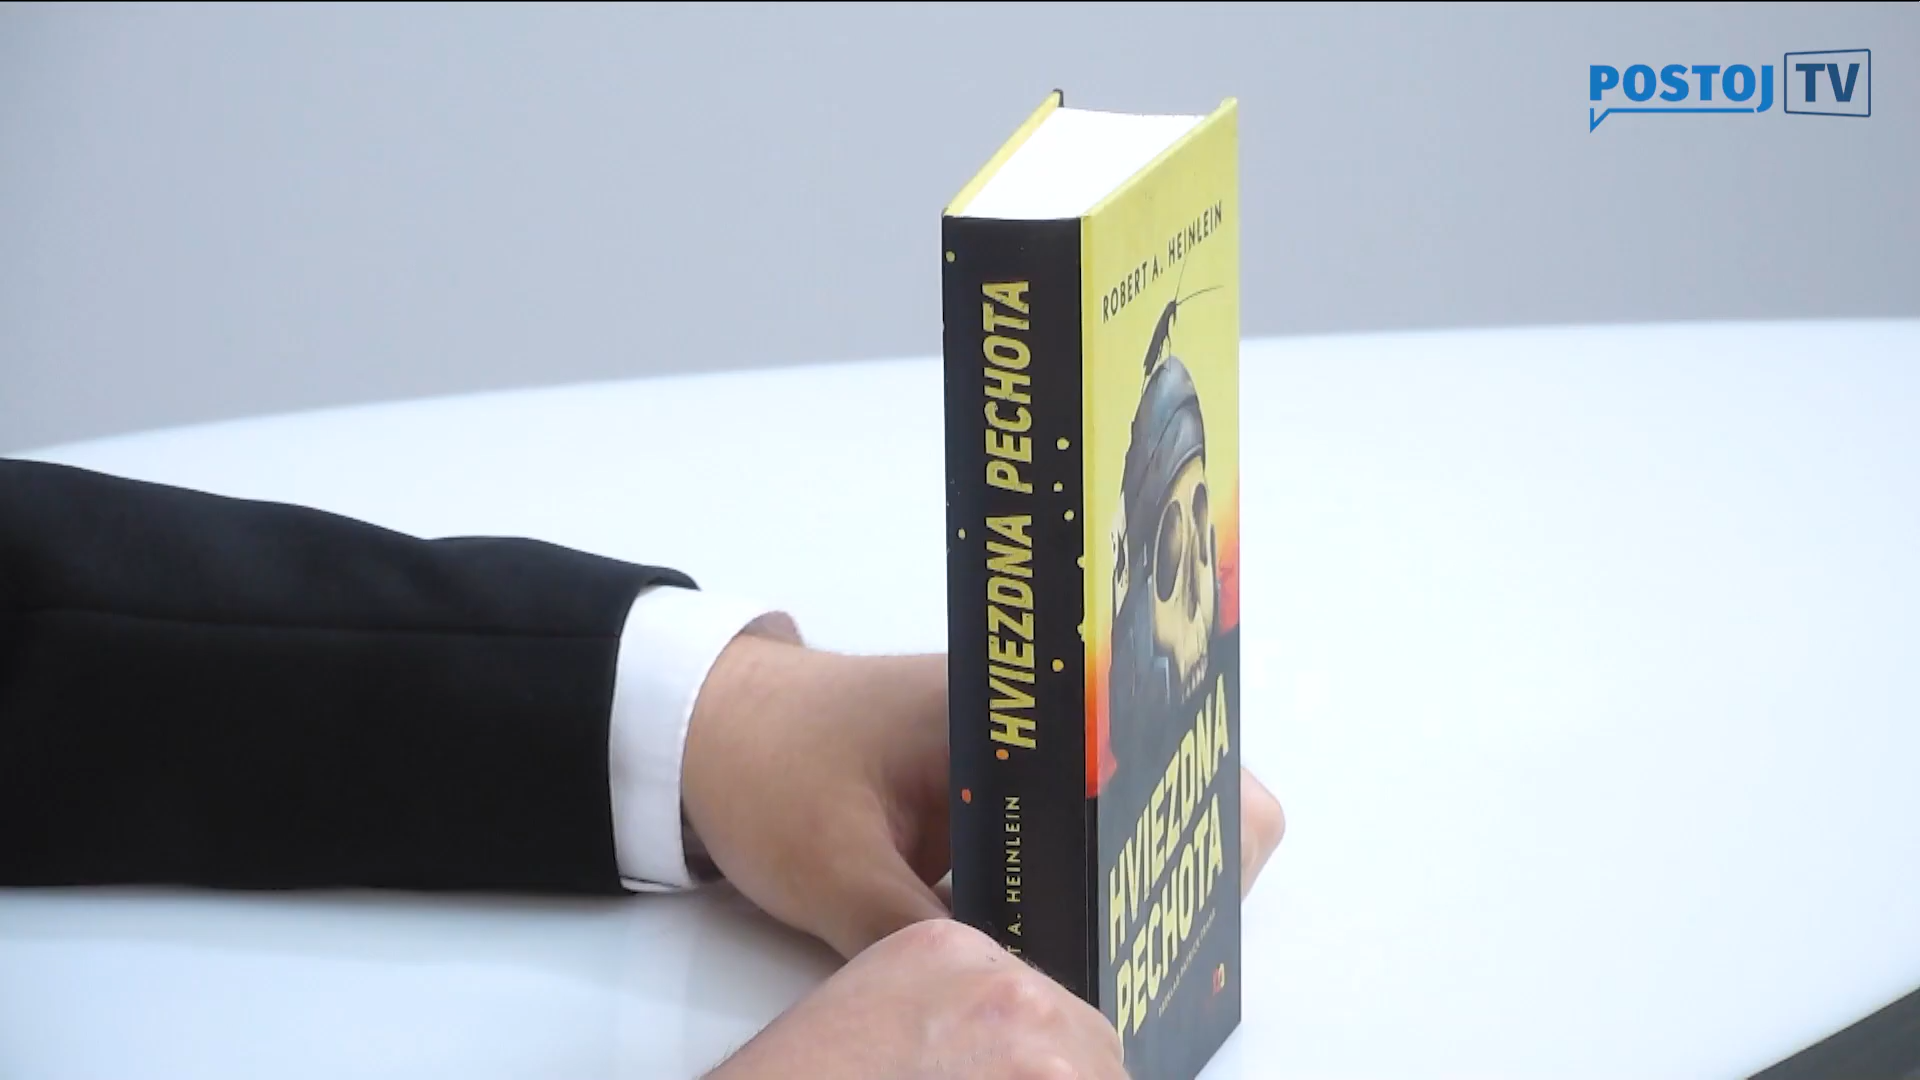 POSTOJ TV
HVIEZDNA PECHOTA
A. HEINLEIN
ROBERT A. HEINLEIN
HVIEZDNA
PECHOTA